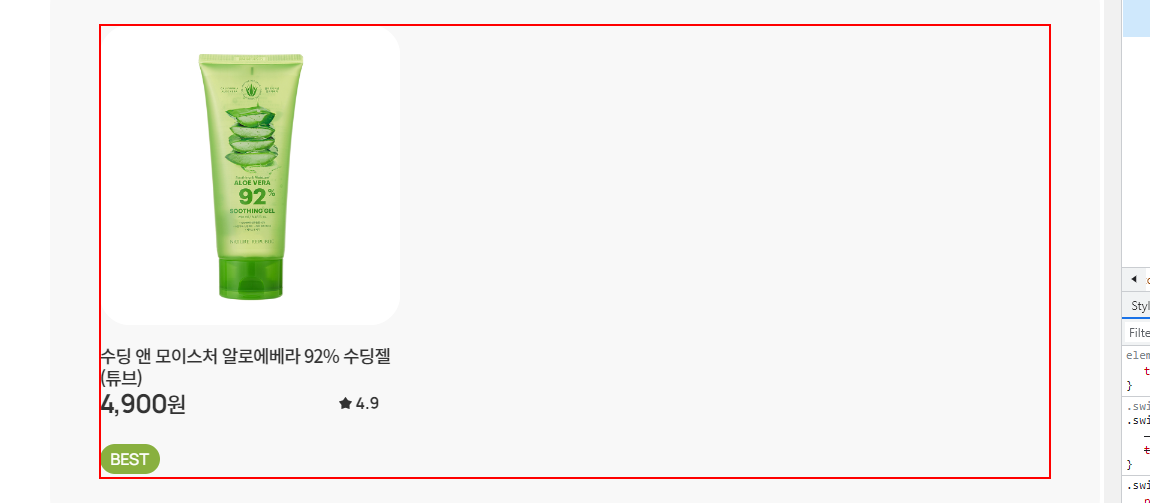 ALOE VERA
92%
SOOTHING GEL
수딩 앤 모이스처 알로에베라 92% 수딩젤
(튜브)
4,900원
4.9
BEST
Styl
Filte
elem
t
}
.swi
.swi
t
}
.swi